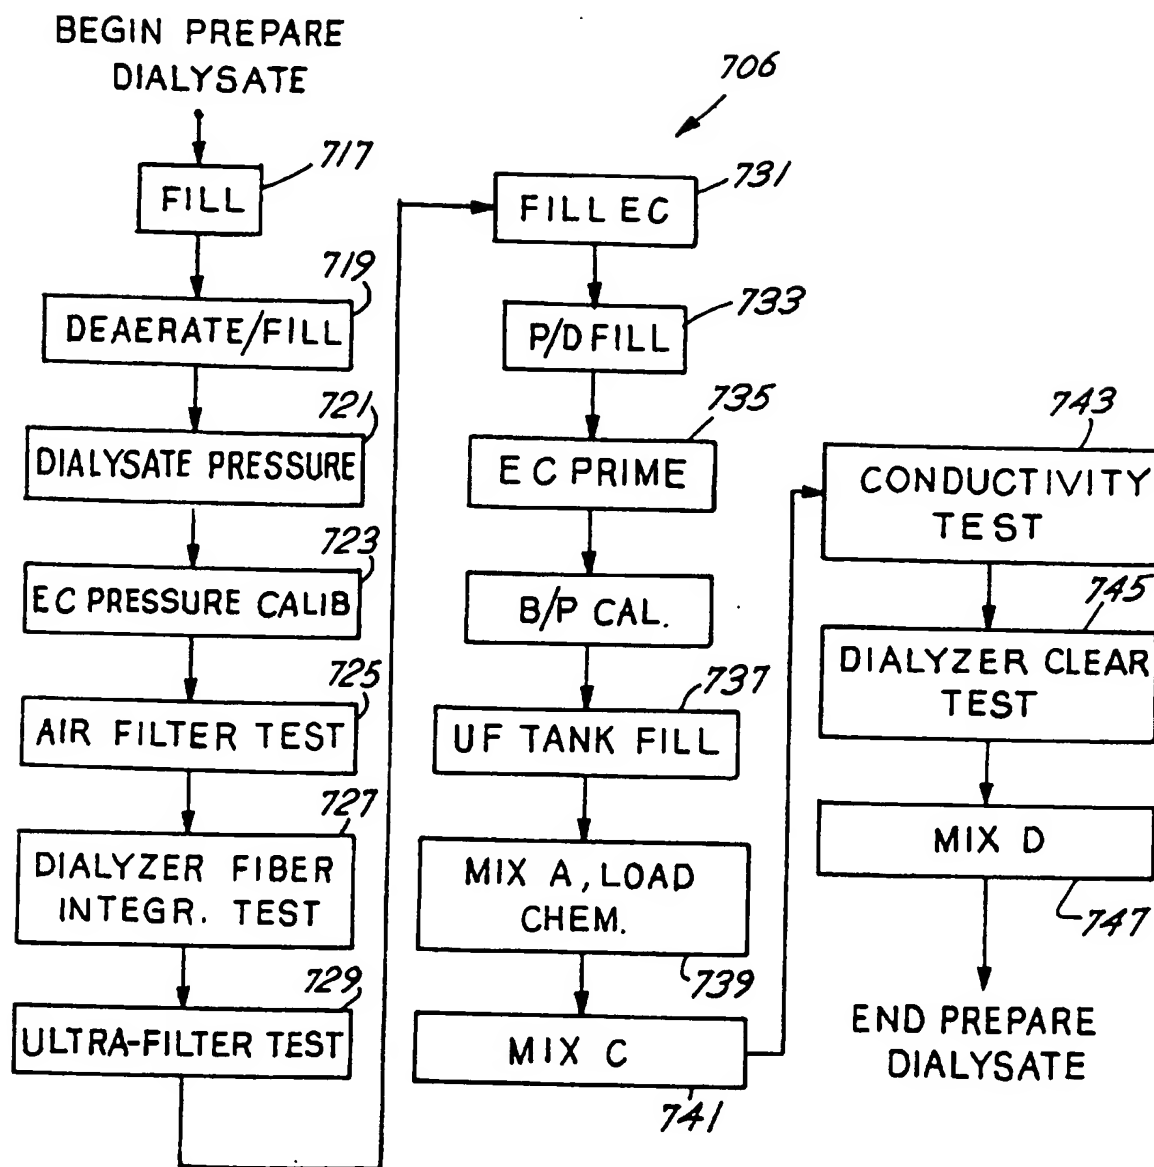 BEGIN PREPARE
DIALYSATE
717
FILL
719
DEAERATE/FILL
721
DIALYSATE PRESSURE
723
EC PRESSURE CALIB
725
AIR FILTER TEST
727
DIALYZER FIBER
INTEGR. TEST
729
ULTRA-FILTER TEST
706
731
FILL EC
733
P/D FILL
735
EC PRIME
B/P CAL.
737
UF TANK FILL
MIX A, LOAD
CHEM.
739
MIX C
741
743
CONDUCTIVITY
TEST
745
DIALYZER CLEAR
TEST
MIX D
747
END PREPARE
DIALYSATE